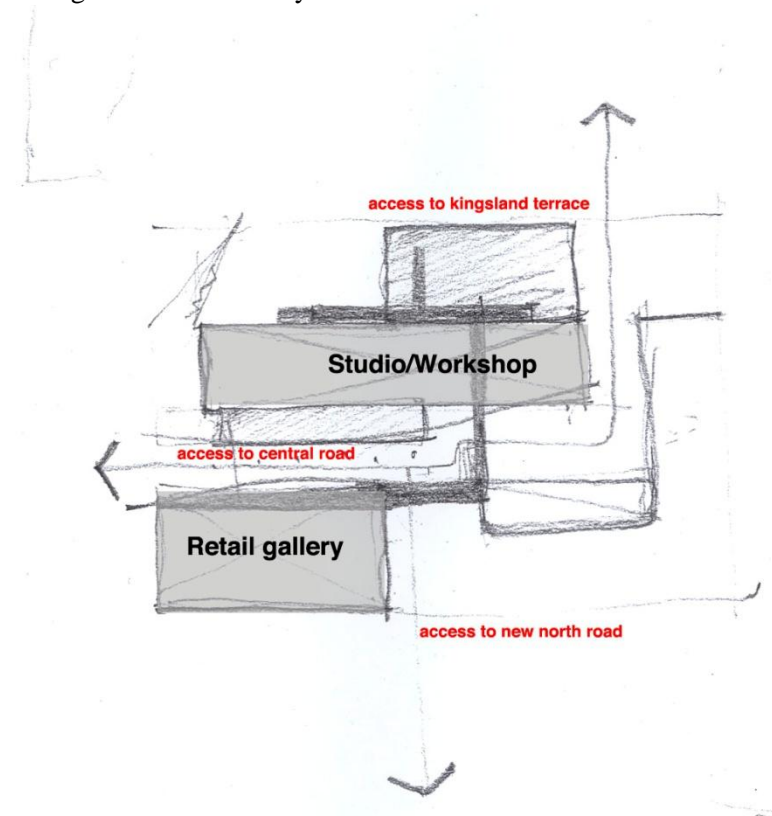 access to kingsland terrace
Studio/Workshop
access to central road
Retail gallery
access to new north road